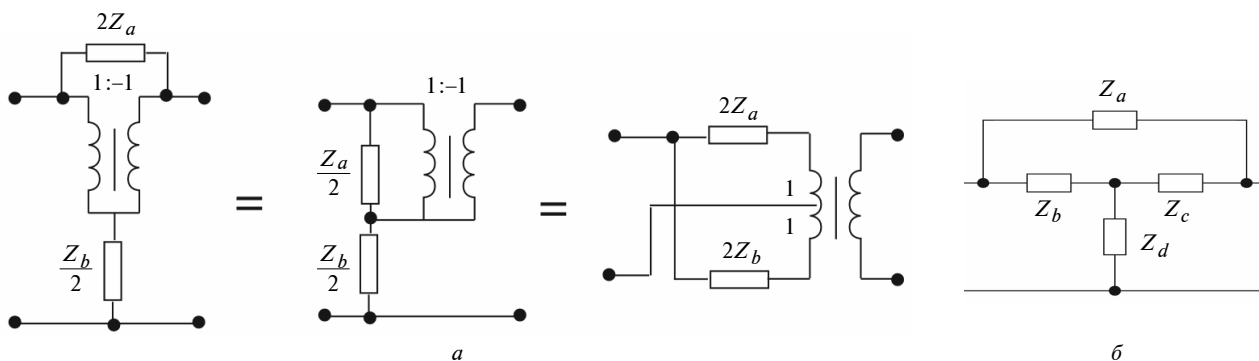 2Z_a
1:–1
Z_b
2
=
1:–1
Z_a
2
Z_b
2
=
2Z_a
1
1
2Z_b
Z_a
Z_b
Z_c
Z_d
а
б